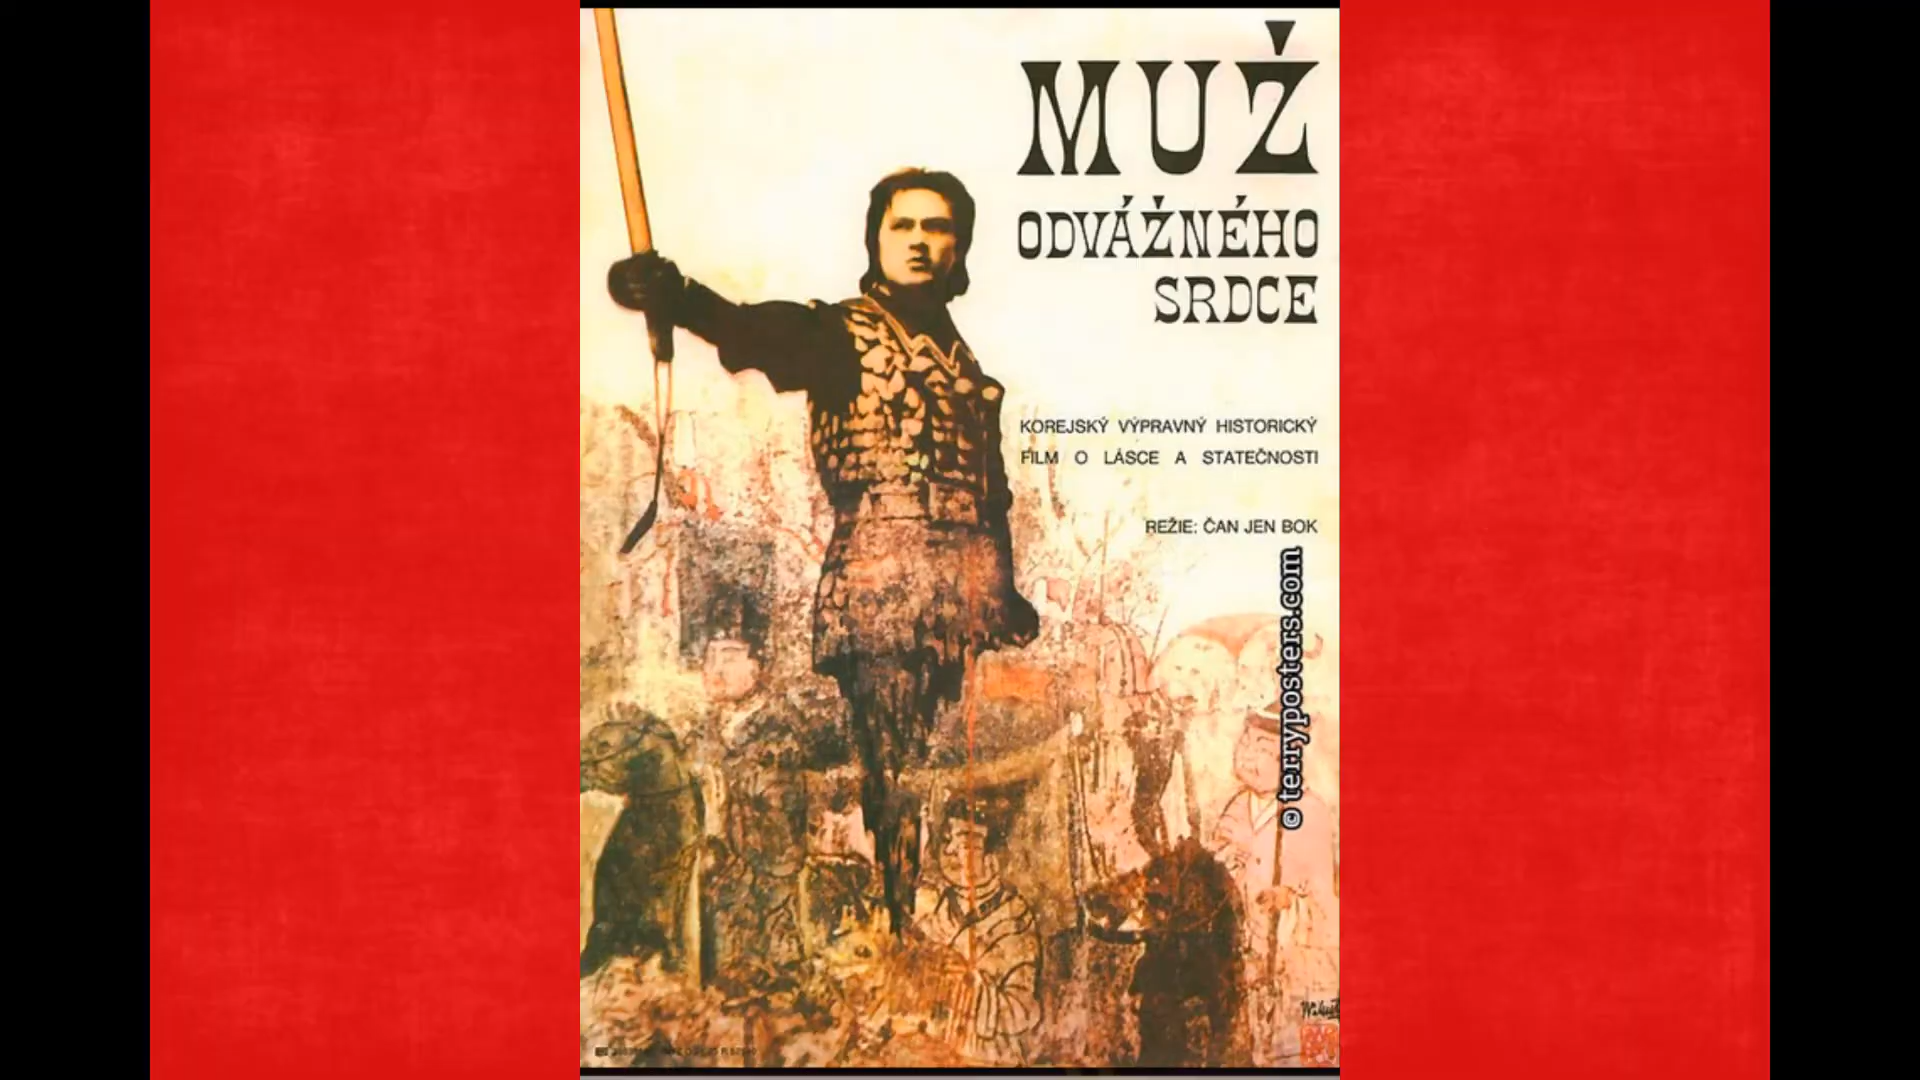 MUŽ
ODVÁŽNÉHO
SRDCE
KOREJSKÝ VÝPRAVNÝ HISTORICKÝ
FILM O LÁSCE A STATEČNOSTI
REŽIE: ČAN JEN BOK
© terryposters.com